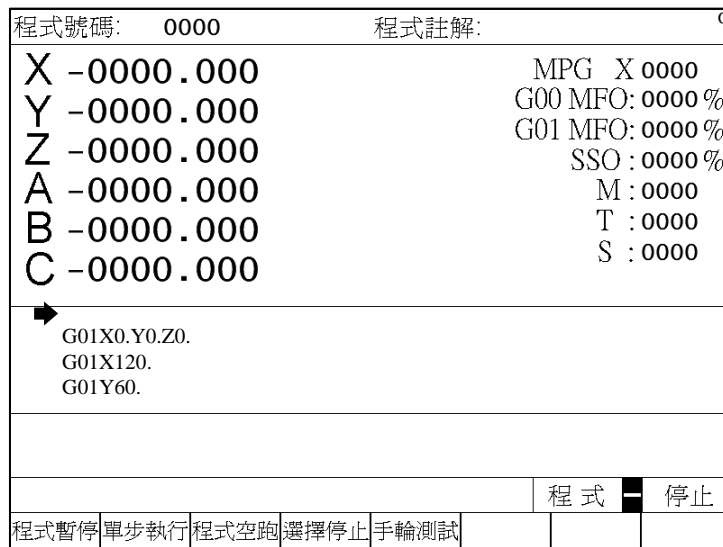 程式號碼: 0000 程式註解:
X -0000.000
Y -0000.000
Z -0000.000
A -0000.000
B -0000.000
C -0000.000
MPG X 0000
G00 MFO: 0000 %
G01 MFO: 0000 %
SSO : 0000 %
M : 0000
T : 0000
S : 0000
G01X0.Y0.Z0.
G01X120.
G01Y60.
程式 停止
程式暫停 單步執行 程式空跑 選擇停止 手輪測試